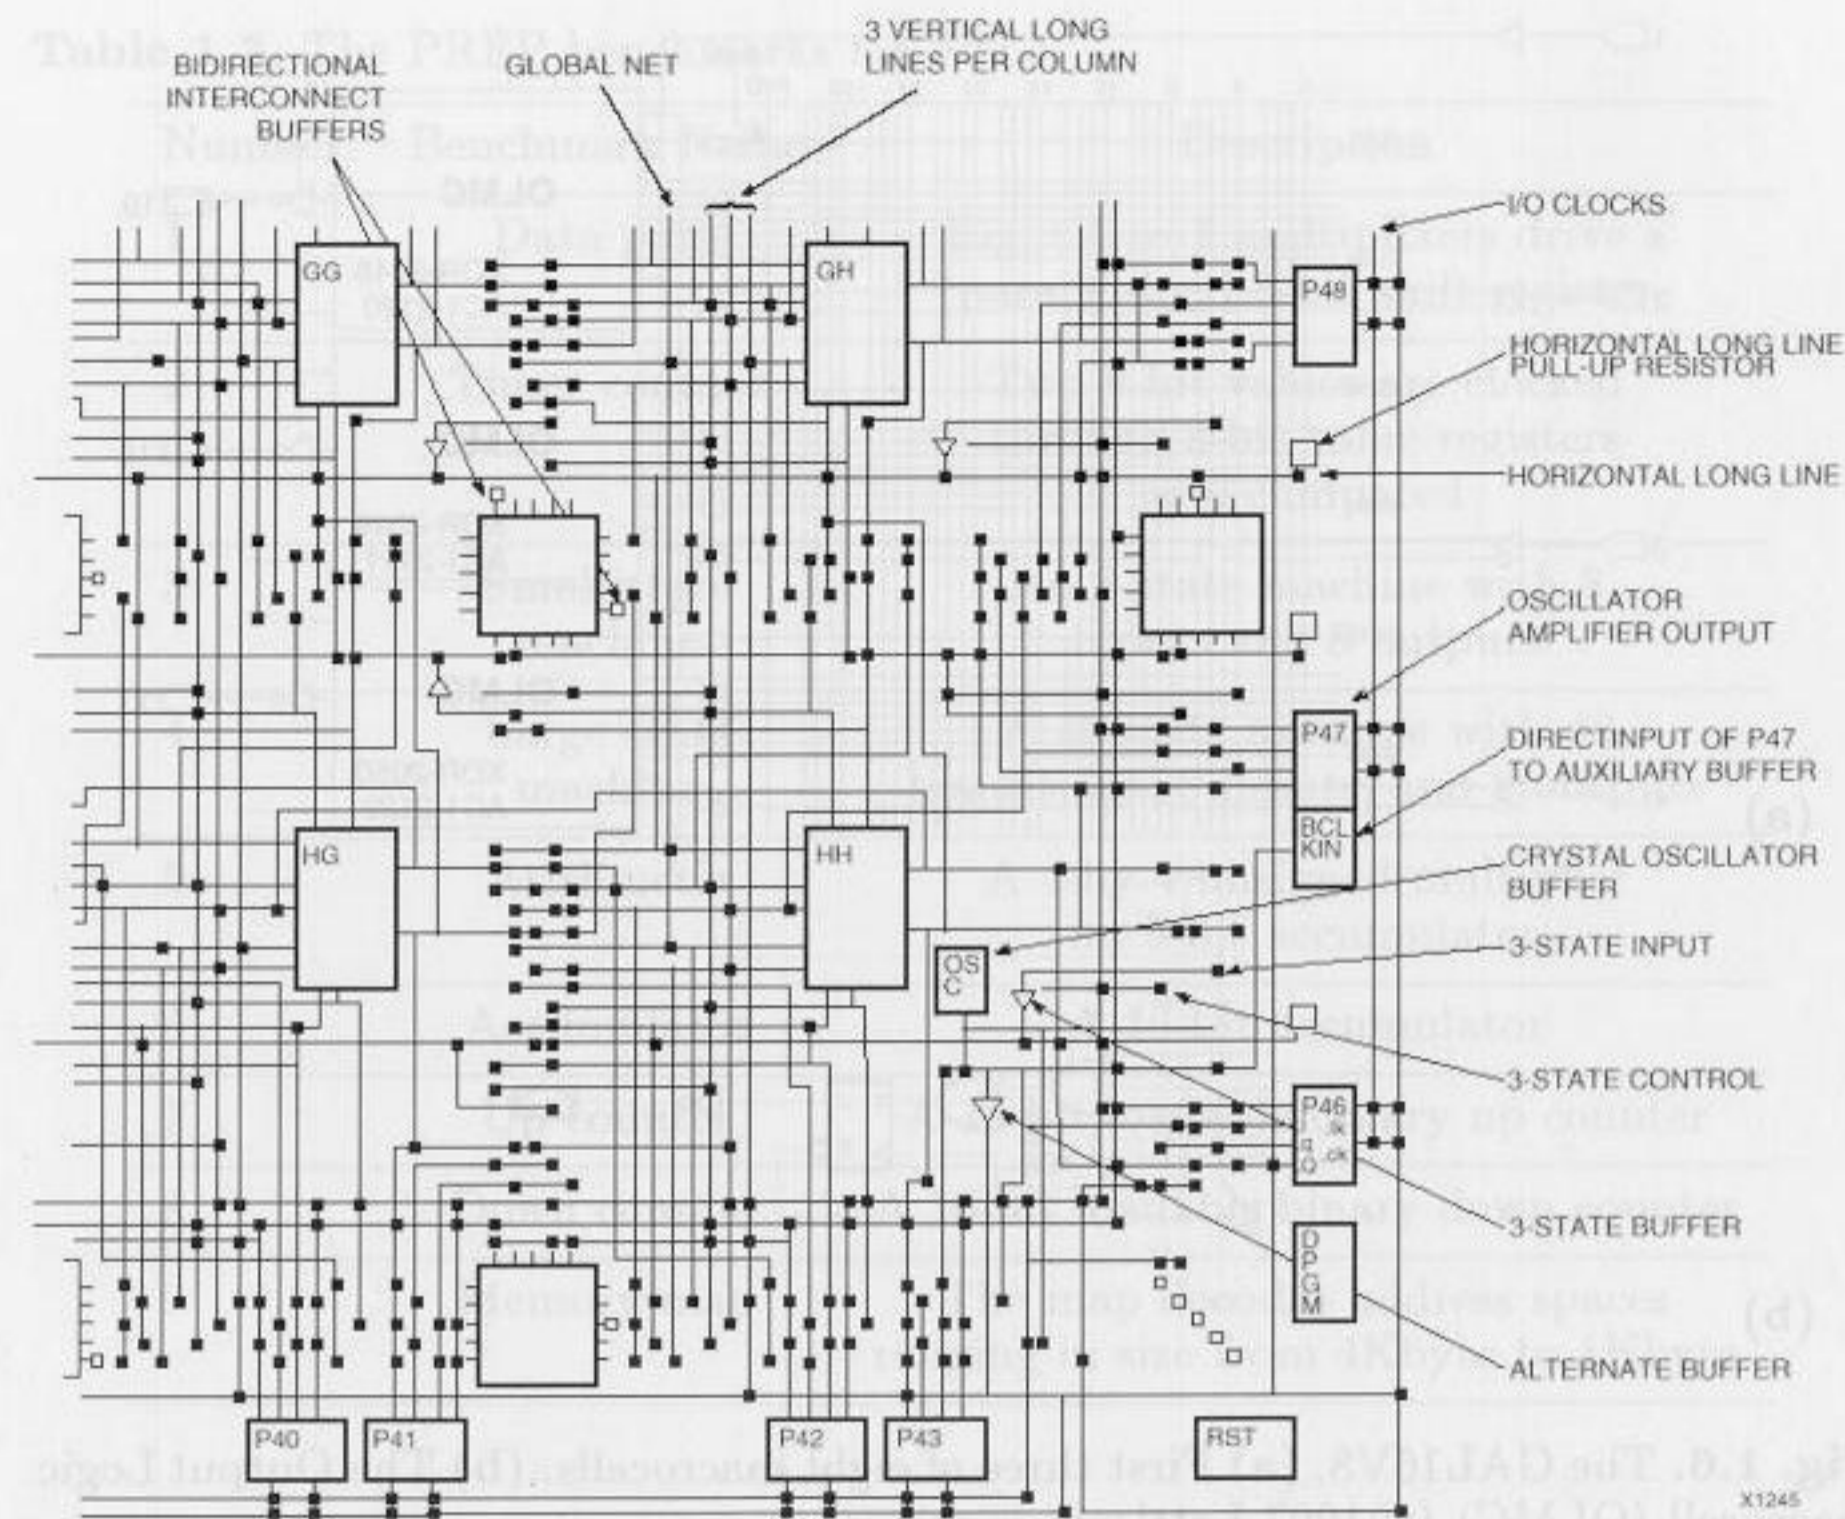 3 VERTICAL LONG
LINES PER COLUMN
BIDIRECTIONAL
INTERCONNECT
BUFFERS
GLOBAL NET
I/O CLOCKS
GG
GH
P48
HORIZONTAL LONG LINE
PULL-UP RESISTOR
HORIZONTAL LONG LINE
OSCILLATOR
AMPLIFIER OUTPUT
P47
DIRECTINPUT OF P47
TO AUXILIARY BUFFER
BCL
KIN
HG
HH
CRYSTAL OSCILLATOR
BUFFER
3-STATE INPUT
OS
C
3-STATE CONTROL
P46
.ck
3-STATE BUFFER
D
P
G
M
ALTERNATE BUFFER
P40
P41
P42
P43
RST
X1245